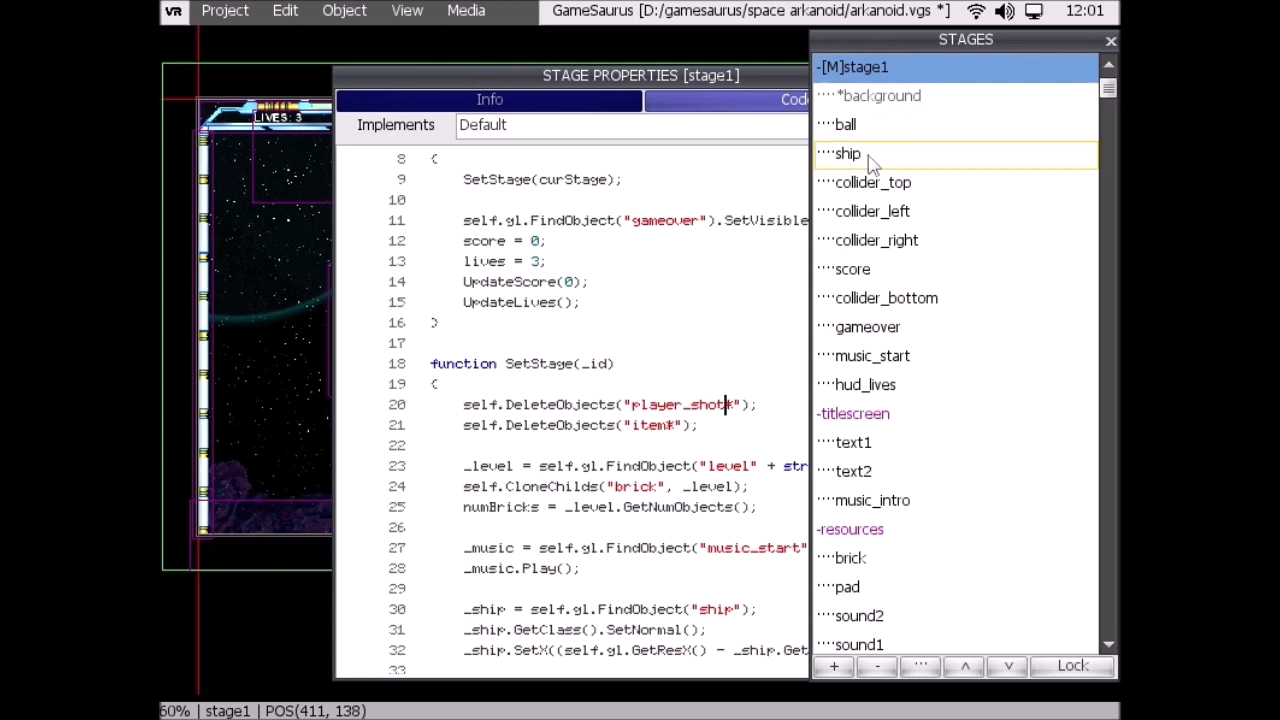 VR Project Edit Object View Media GameSaurus [D:/gamesaurus/space arkanoid/arkanoid.vgs *] 12:01
STAGES x
-[M]stage1
····*background
····ball
····ship
····collider_top
····collider_left
····collider_right
····score
····collider_bottom
····gameover
····music_start
····hud_lives
-titlescreen
····text1
····text2
····music_intro
-resources
····brick
····pad
····sound2
····sound1
+ - ··· ^ v Lock
STAGE PROPERTIES [stage1]
Info Code
Implements Default
8 {
9 SetStage(curStage);
10
11 self.gl.FindObject("gameover").SetVisible
12 score = 0;
13 lives = 3;
14 UpdateScore(0);
15 UpdateLives();
16 }
17
18 function SetStage(_id)
19 {
20 self.DeleteObjects("player_shot*");
21 self.DeleteObjects("item*");
22
23 _level = self.gl.FindObject("level" + str
24 self.CloneChilds("brick", _level);
25 numBricks = _level.GetNumObjects();
26
27 _music = self.gl.FindObject("music_start"
28 _music.Play();
29
30 _ship = self.gl.FindObject("ship");
31 _ship.GetClass().SetNormal();
32 _ship.SetX((self.gl.GetResX() - _ship.Get
33
LIVES: 3
60% | stage1 | POS(411, 138)